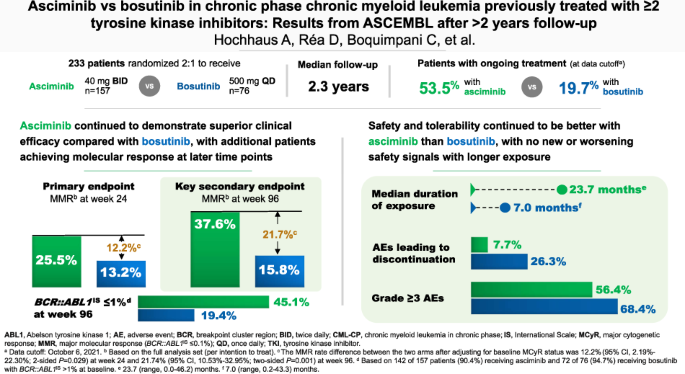 Asciminib vs bosutinib in chronic phase chronic myeloid leukemia previously treated with ≥2
tyrosine kinase inhibitors: Results from ASCEMBL after >2 years follow-up
Hochhaus A, Réa D, Boquimpani C, et al.
233 patients randomized 2:1 to receive
Asciminib 40 mg BID n=157 vs Bosutinib 500 mg QD n=76
Median follow-up
2.3 years
Patients with ongoing treatment (at data cutoffᵃ)
53.5% with asciminib vs 19.7% with bosutinib
Asciminib continued to demonstrate superior clinical
efficacy compared with bosutinib, with additional patients
achieving molecular response at later time points
Primary endpoint
MMRᵇ at week 24
25.5%
12.2%ᶜ
13.2%
Key secondary endpoint
MMRᵇ at week 96
37.6%
21.7%ᶜ
15.8%
BCR::ABL1ᴵˢ ≤1%ᵈ
at week 96
45.1%
19.4%
Safety and tolerability continued to be better with
asciminib than bosutinib, with no new or worsening
safety signals with longer exposure
Median duration
of exposure
23.7 monthsᵉ
7.0 monthsᶠ
AEs leading to
discontinuation
7.7%
26.3%
Grade ≥3 AEs
56.4%
68.4%
ABL1, Abelson tyrosine kinase 1; AE, adverse event; BCR, breakpoint cluster region; BID, twice daily; CML-CP, chronic myeloid leukemia in chronic phase; IS, International Scale; MCyR, major cytogenetic
response; MMR, major molecular response (BCR::ABL1ᴵˢ ≤0.1%); QD, once daily; TKI, tyrosine kinase inhibitor.
ᵃ Data cutoff: October 6, 2021. ᵇ Based on the full analysis set (per intention to treat). ᶜ The MMR rate difference between the two arms after adjusting for baseline MCyR status was 12.2% (95% CI, 2.19%-
22.30%; 2-sided P=0.029) at week 24 and 21.74% (95% CI, 10.53%-32.95%; two-sided P=0.001) at week 96. ᵈ Based on 142 of 157 patients (90.4%) receiving asciminib and 72 of 76 (94.7%) receiving bosutinib
with BCR::ABL1ᴵˢ >1% at baseline. ᵉ 23.7 (range, 0.0-46.2) months. ᶠ 7.0 (range, 0.2-43.3) months.